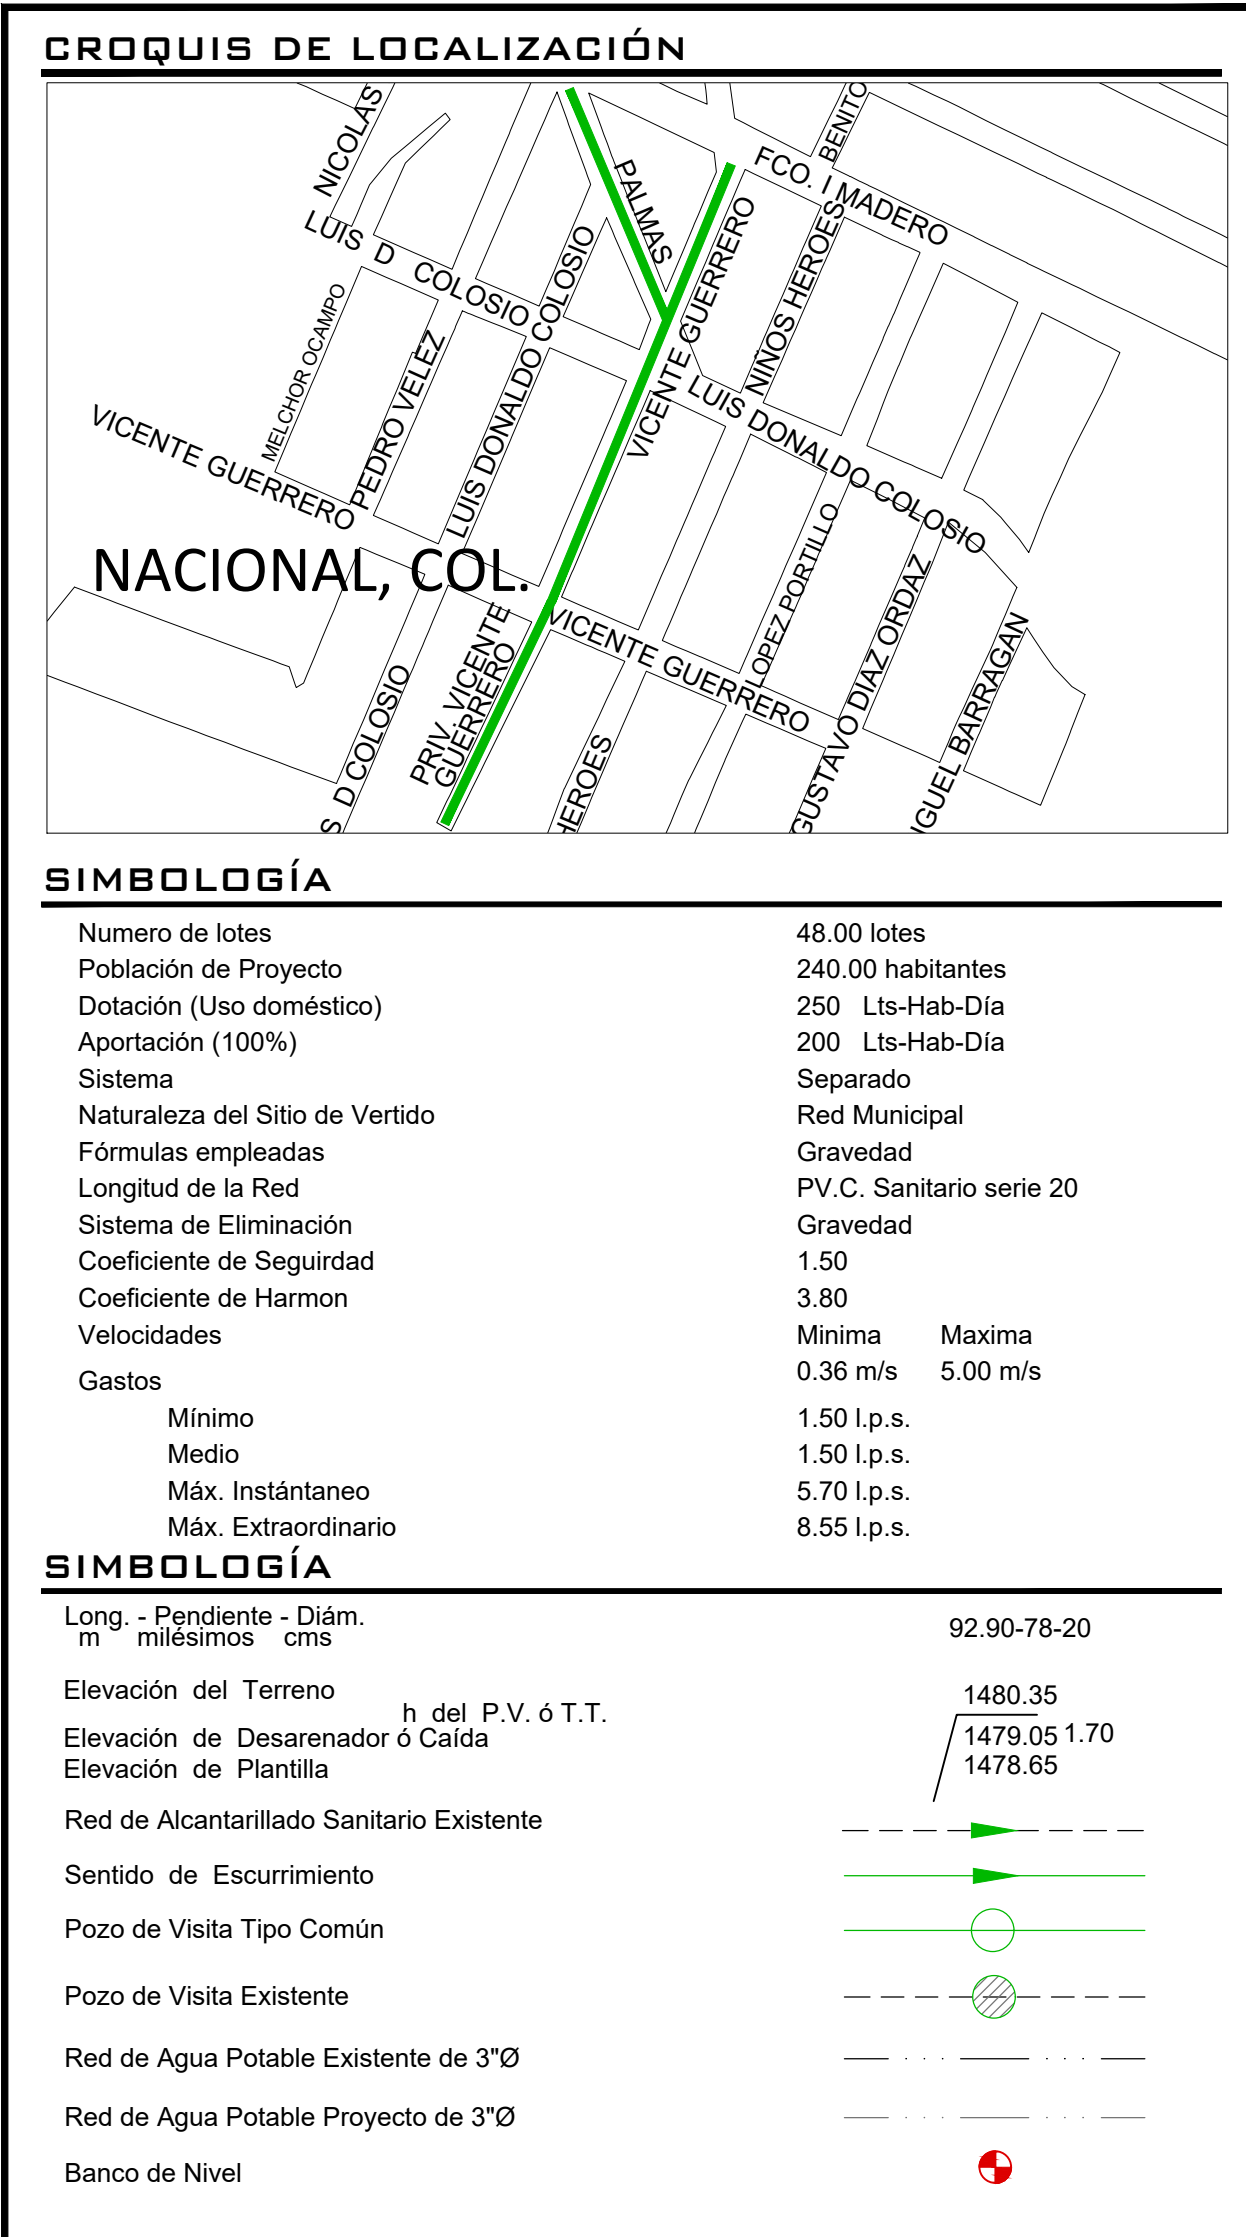 CROQUIS DE LOCALIZACIÓN
NICOLAS
BENITO
PALMAS
FCO. I MADERO
LUIS D COLOSIO
LUIS DONALDO COLOSIO
VICENTE GUERRERO
NIÑOS HEROES
MELCHOR OCAMPO
PEDRO VELEZ
VICENTE GUERRERO
LUIS DONALDO COLOSIO
NACIONAL, COL.
LOPEZ PORTILLO
GUSTAVO DIAZ ORDAZ
IGUEL BARRAGAN
PRIV. VICENTE
GUERRERO
VICENTE GUERRERO
S D COLOSIO
HEROES
SIMBOLOGÍA
Numero de lotes 48.00 lotes
Población de Proyecto 240.00 habitantes
Dotación (Uso doméstico) 250 Lts-Hab-Día
Aportación (100%) 200 Lts-Hab-Día
Sistema Separado
Naturaleza del Sitio de Vertido Red Municipal
Fórmulas empleadas Gravedad
Longitud de la Red PV.C. Sanitario serie 20
Sistema de Eliminación Gravedad
Coeficiente de Seguirdad 1.50
Coeficiente de Harmon 3.80
Velocidades Minima Maxima
0.36 m/s 5.00 m/s
Gastos
Mínimo 1.50 l.p.s.
Medio 1.50 l.p.s.
Máx. Instántaneo 5.70 l.p.s.
Máx. Extraordinario 8.55 l.p.s.
SIMBOLOGÍA
Long. - Pendiente - Diám.
m milésimos cms
92.90-78-20
Elevación del Terreno 1480.35
h del P.V. ó T.T. 1.70
Elevación de Desarenador ó Caída 1479.05
Elevación de Plantilla 1478.65
Red de Alcantarillado Sanitario Existente
Sentido de Escurrimiento
Pozo de Visita Tipo Común
Pozo de Visita Existente
Red de Agua Potable Existente de 3"Ø
Red de Agua Potable Proyecto de 3"Ø
Banco de Nivel